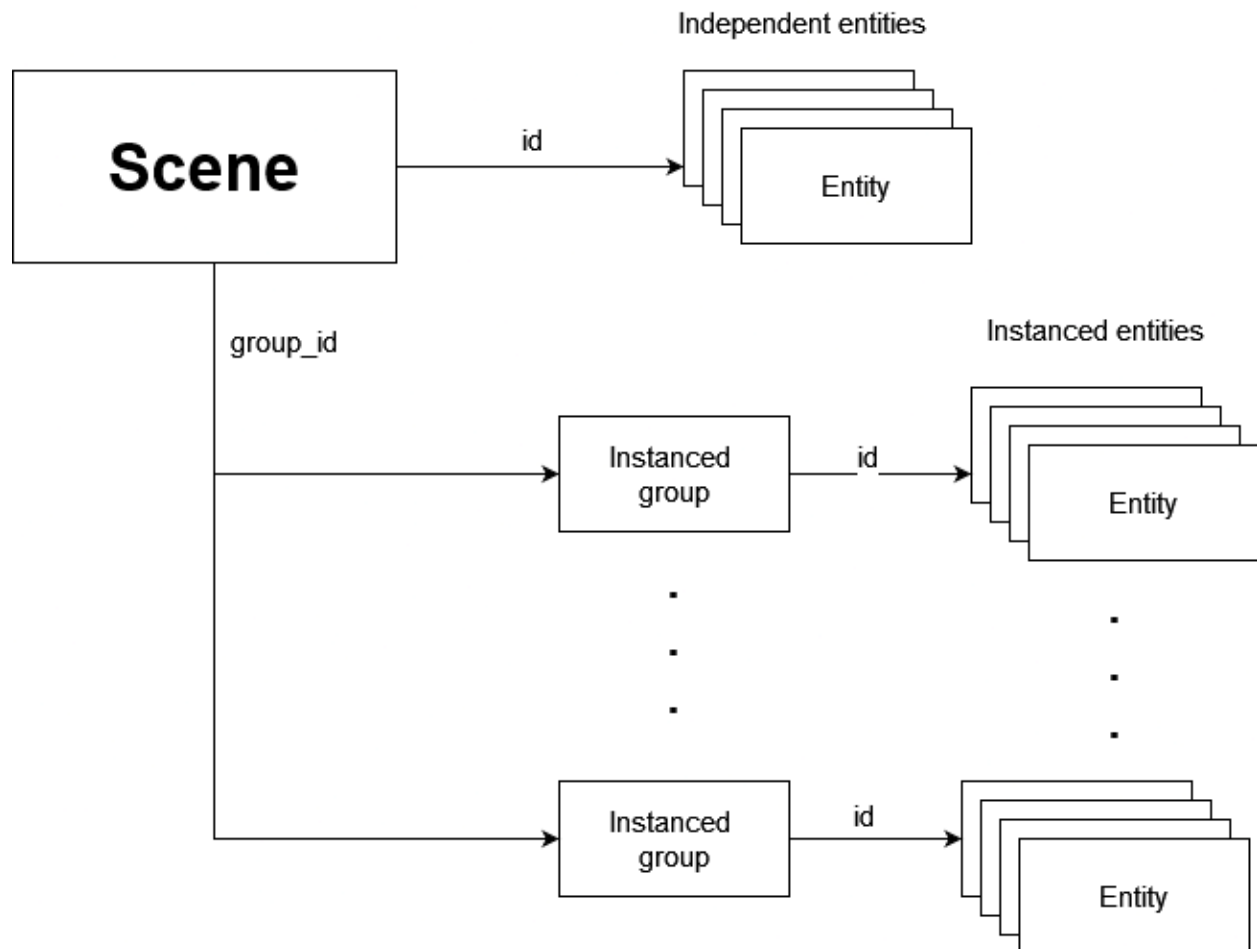 Independent entities
Scene
id
Entity
group_id
Instanced entities
Instanced
group
id
Entity
Instanced
group
id
Entity